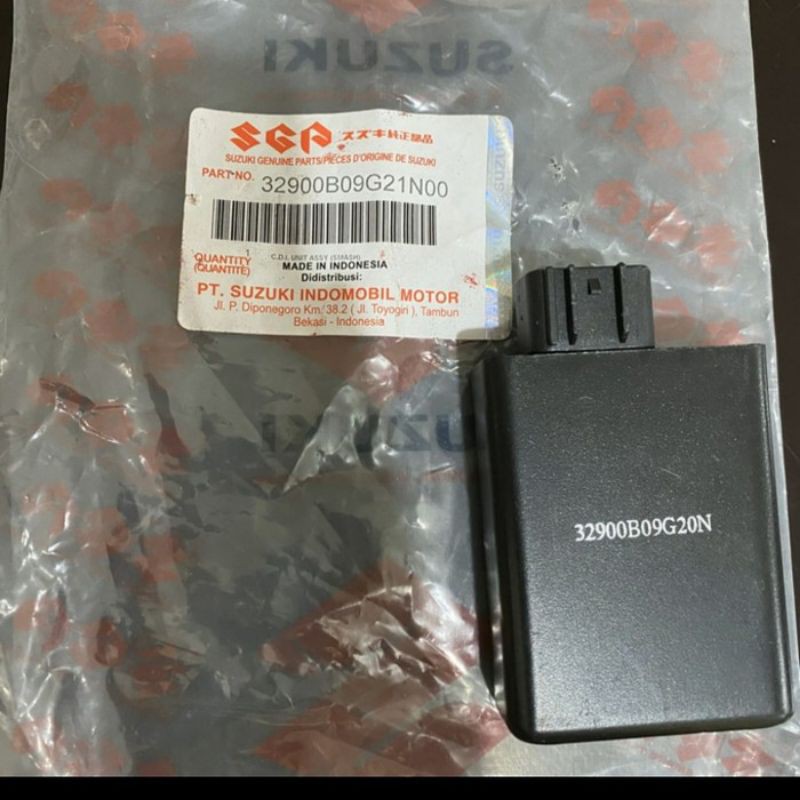 SUZUKI
SGP スズキ純正部品
SUZUKI GENUINE PARTS/PIECES D'ORIGINE DE SUZUKI
PART NO. 32900B09G21N00
SUZUKI
QUANTITY 1
(QUANTITE)
C.D.I. UNIT ASSY (SMASH)
MADE IN INDONESIA
Didistribusi:
PT. SUZUKI INDOMOBIL MOTOR
Jl. P. Diponegoro Km. 38.2 ( Jl. Toyogiri ), Tambun
Bekasi - Indonesia
SUZUKI
32900B09G20N